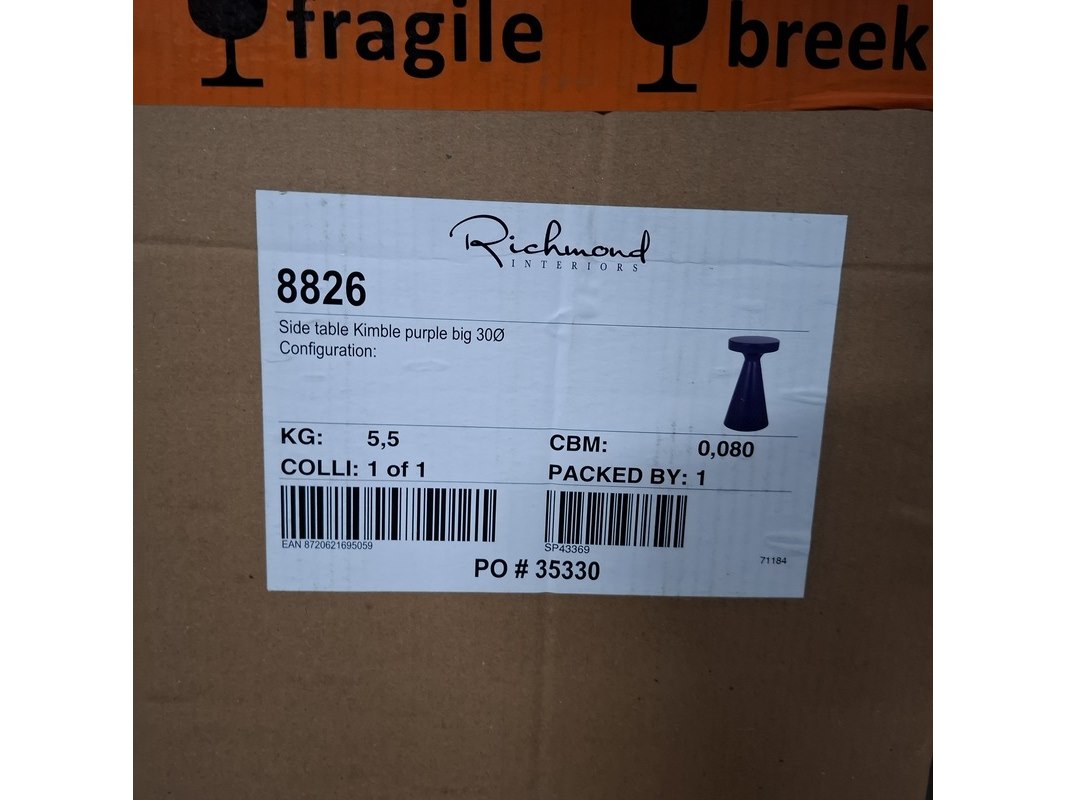 fragile breek
Richmond
INTERIORS
8826
Side table Kimble purple big 30Ø
Configuration:
KG: 5,5 CBM: 0,080
COLLI: 1 of 1 PACKED BY: 1
EAN 8720621695059 SP43369
71184
PO # 35330